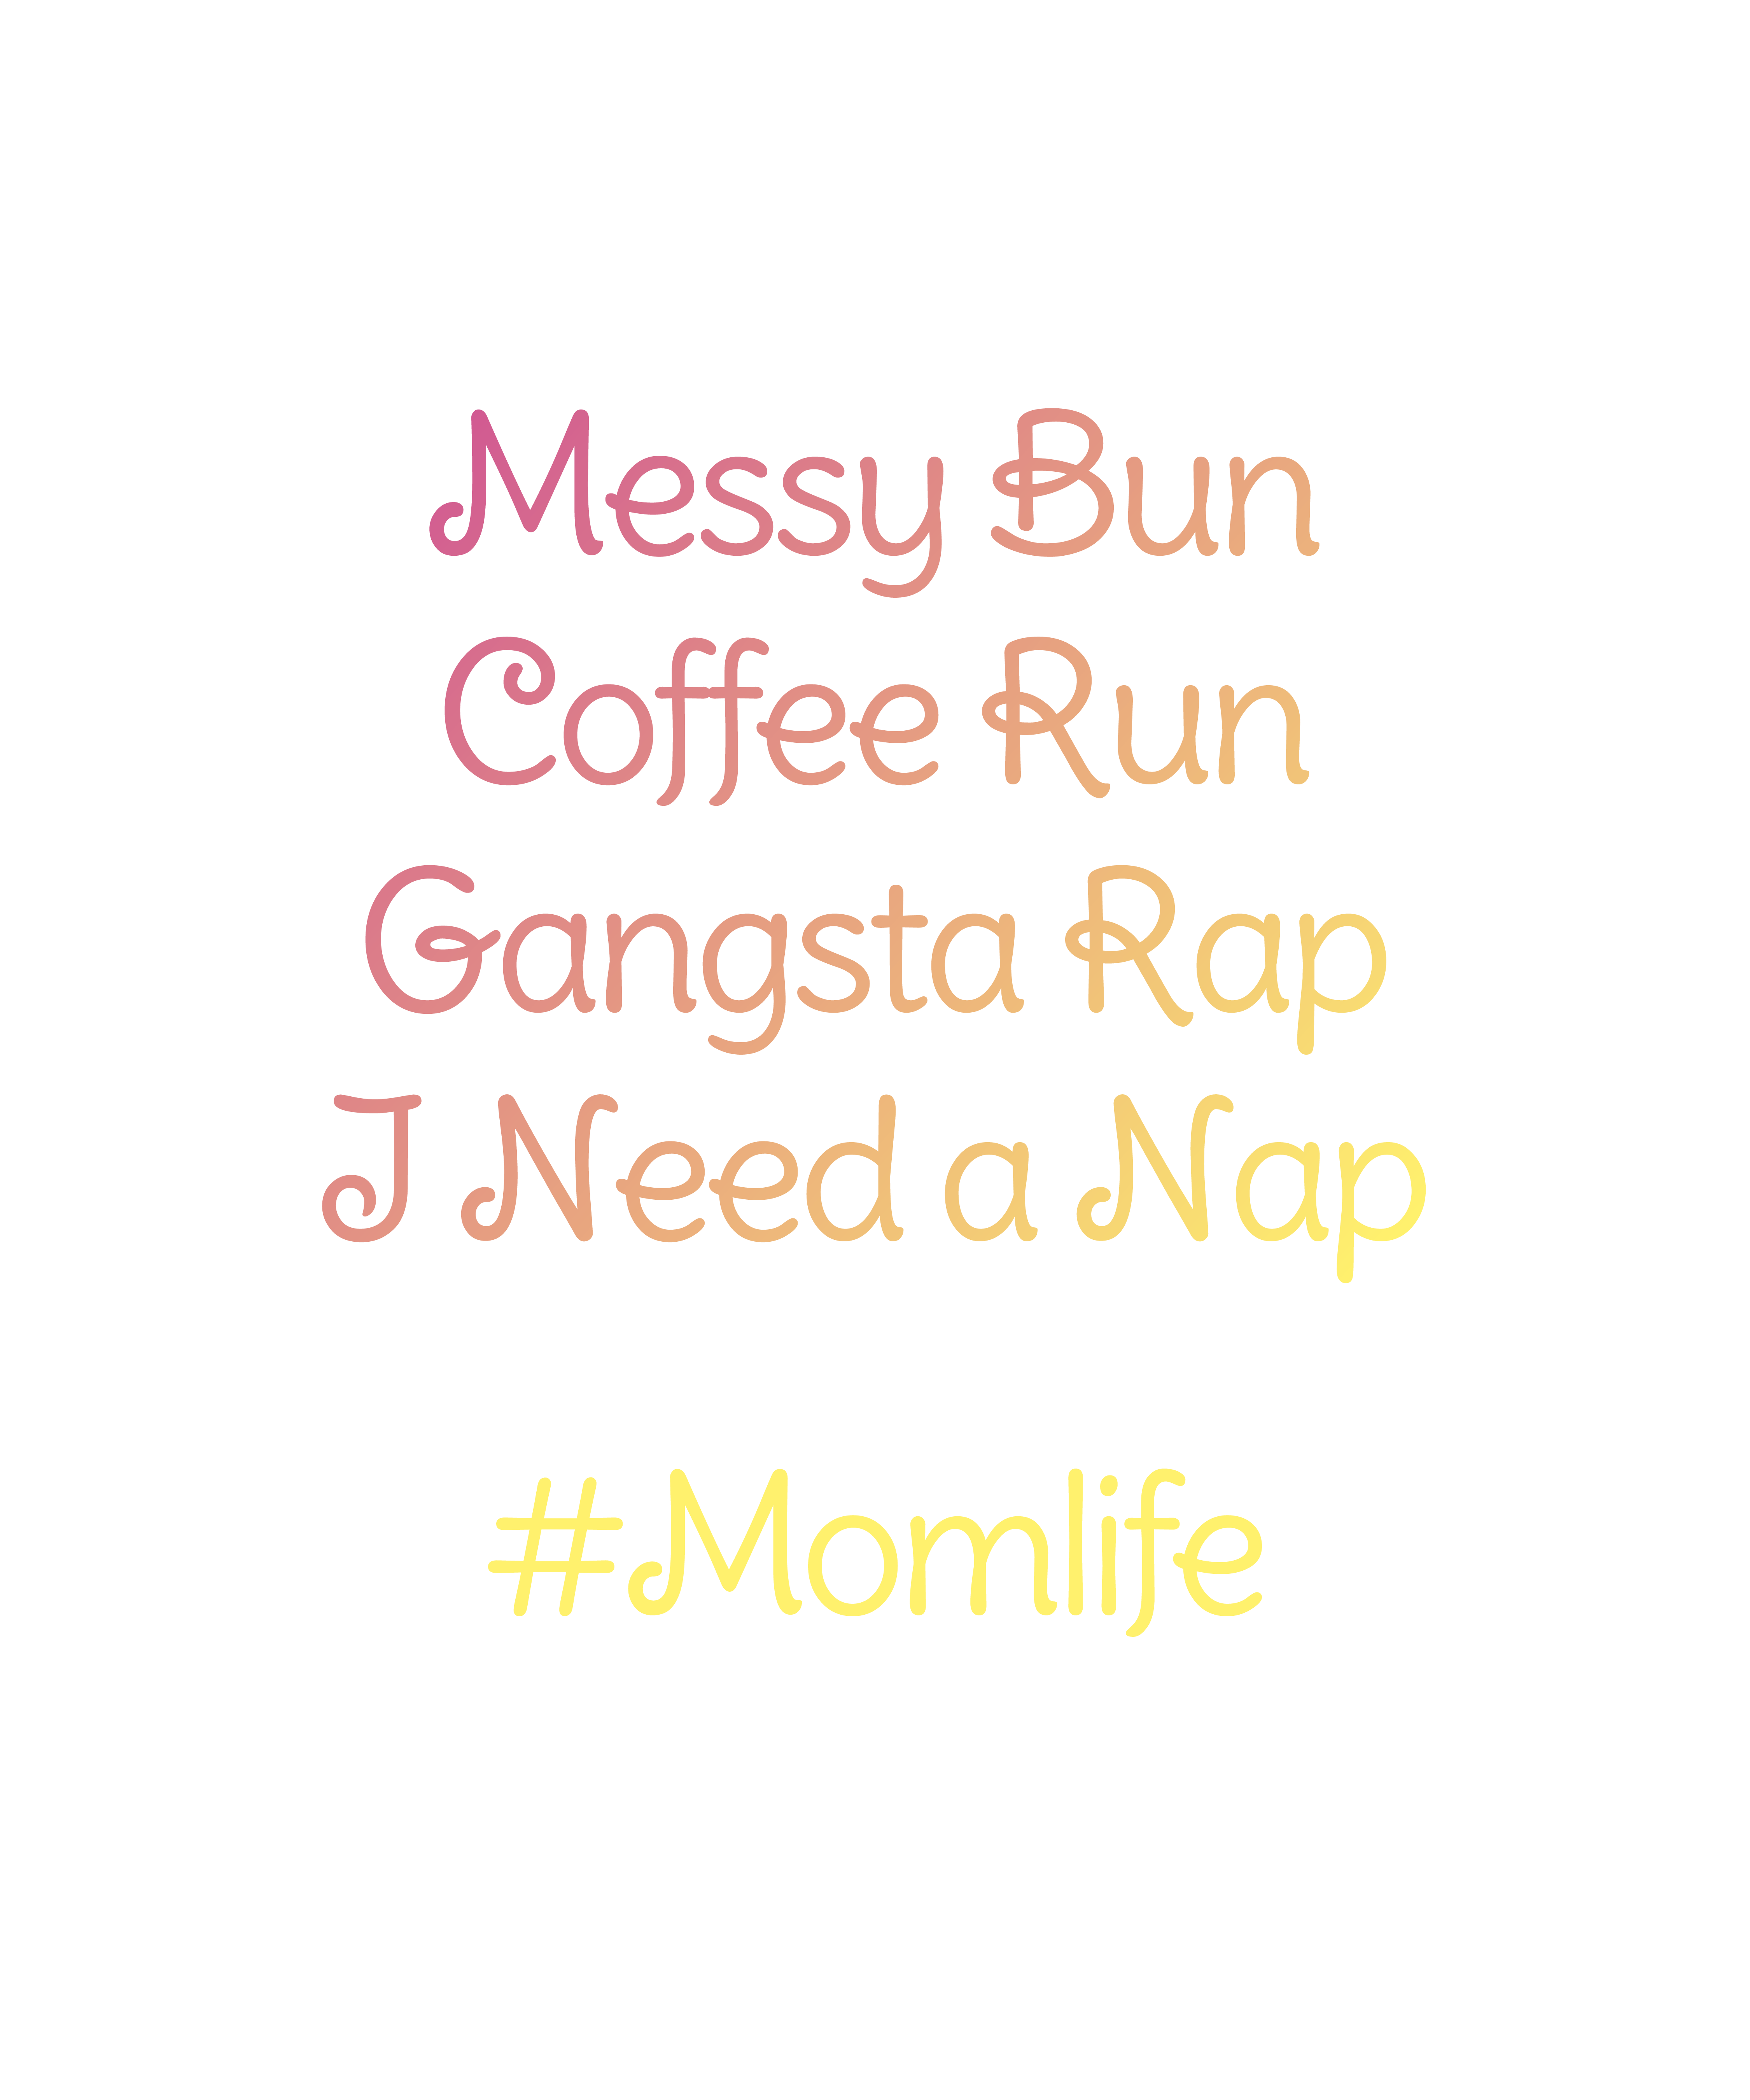 Messy Bun
Coffee Run
Gangsta Rap
I Need a Nap
#Momlife